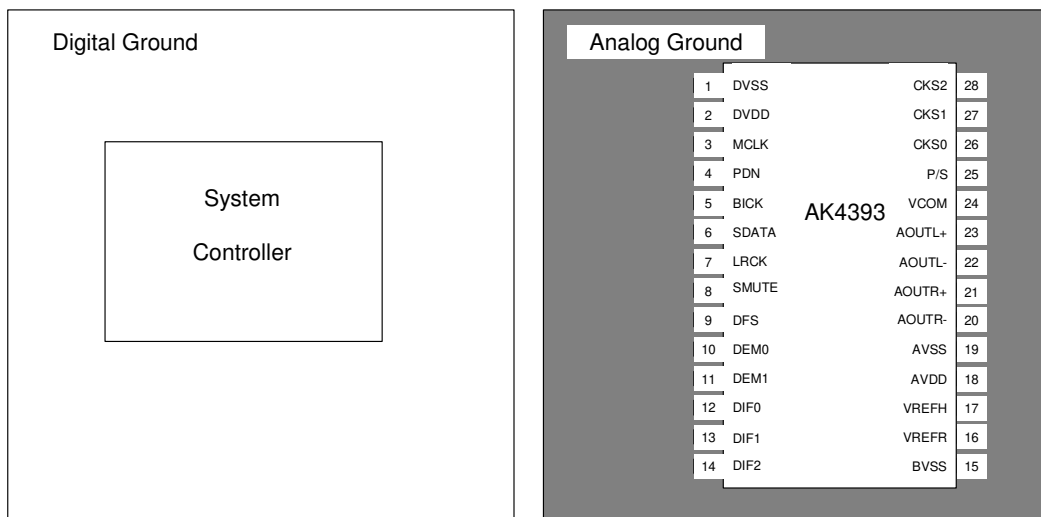 Digital Ground
System
Controller
Analog Ground
AK4393
1 DVSS
2 DVDD
3 MCLK
4 PDN
5 BICK
6 SDATA
7 LRCK
8 SMUTE
9 DFS
10 DEM0
11 DEM1
12 DIF0
13 DIF1
14 DIF2
CKS2 28
CKS1 27
CKS0 26
P/S 25
VCOM 24
AOUTL+ 23
AOUTL- 22
AOUTR+ 21
AOUTR- 20
AVSS 19
AVDD 18
VREFH 17
VREFR 16
BVSS 15